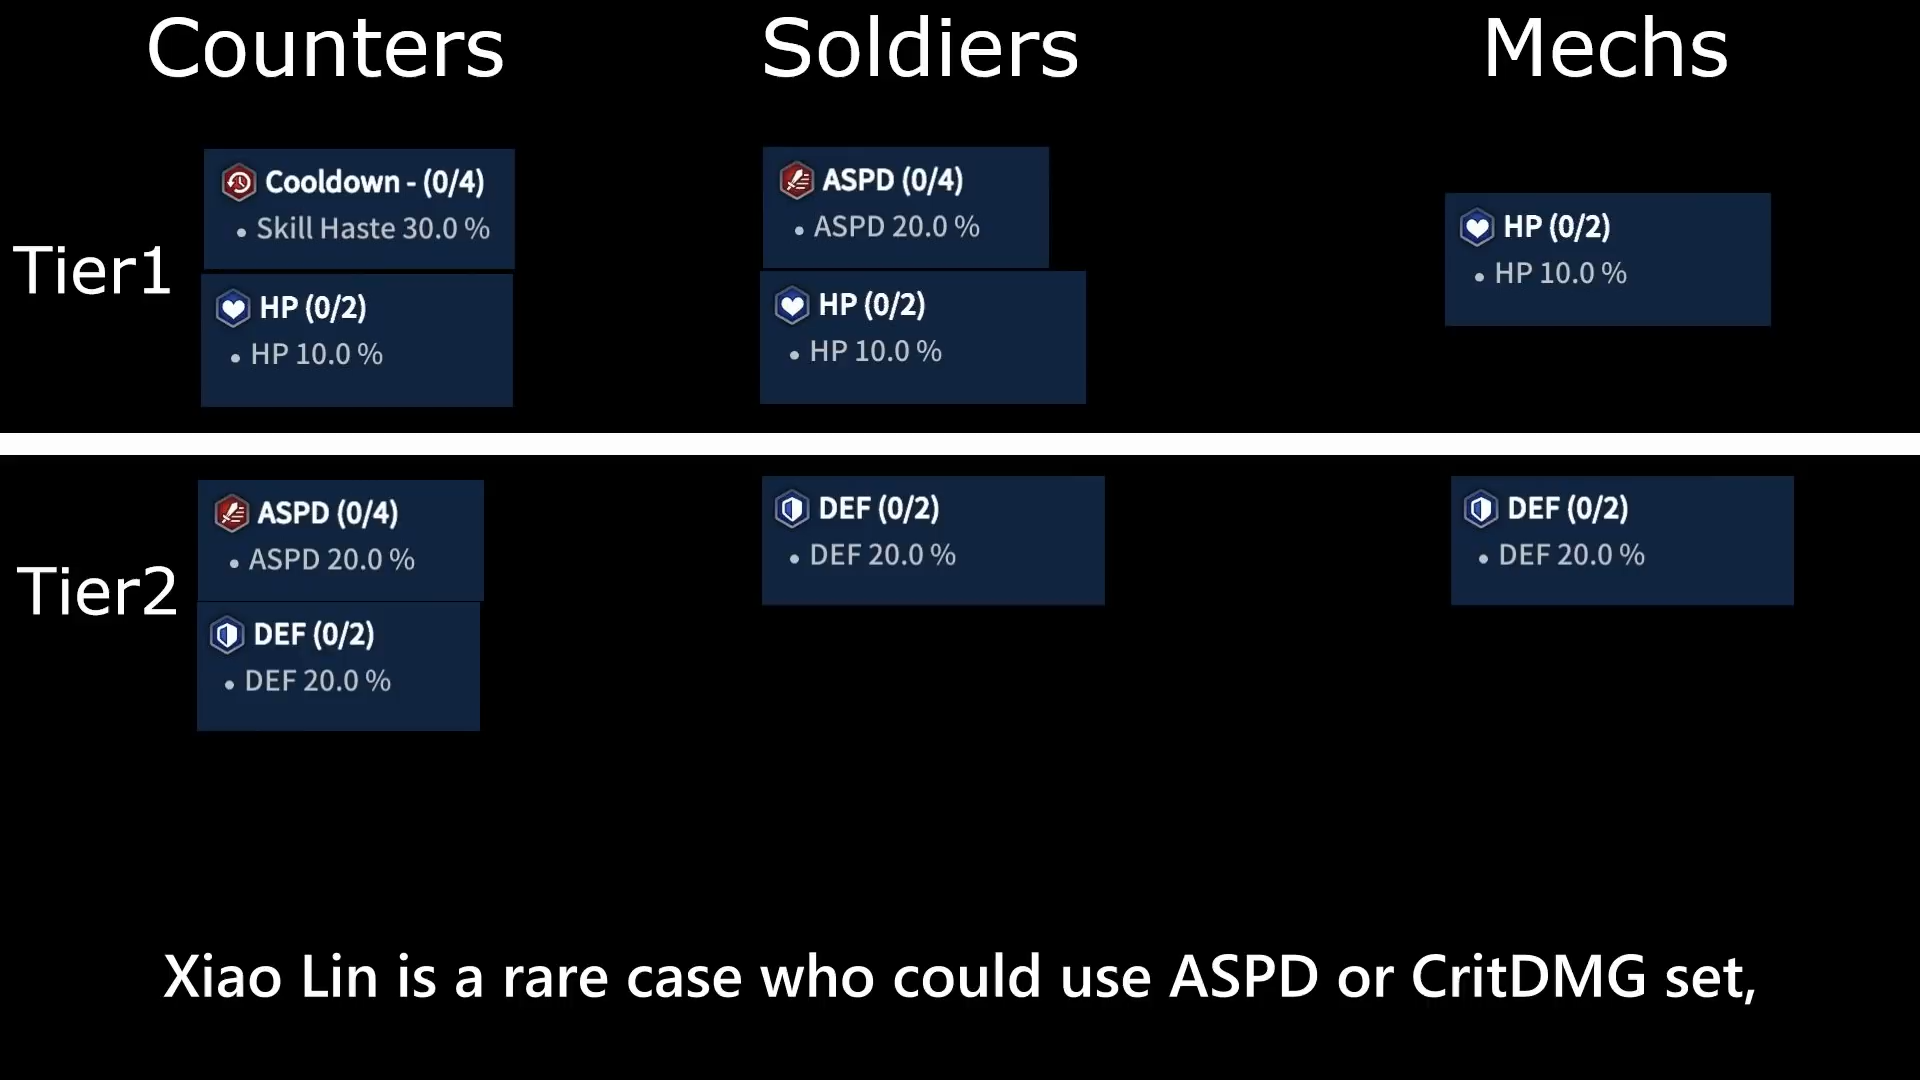 Counters
Soldiers
Mechs
Tier1
Cooldown - (0/4)
• Skill Haste 30.0 %
HP (0/2)
• HP 10.0 %
ASPD (0/4)
• ASPD 20.0 %
HP (0/2)
• HP 10.0 %
HP (0/2)
• HP 10.0 %
Tier2
ASPD (0/4)
• ASPD 20.0 %
DEF (0/2)
• DEF 20.0 %
DEF (0/2)
• DEF 20.0 %
DEF (0/2)
• DEF 20.0 %
Xiao Lin is a rare case who could use ASPD or CritDMG set,